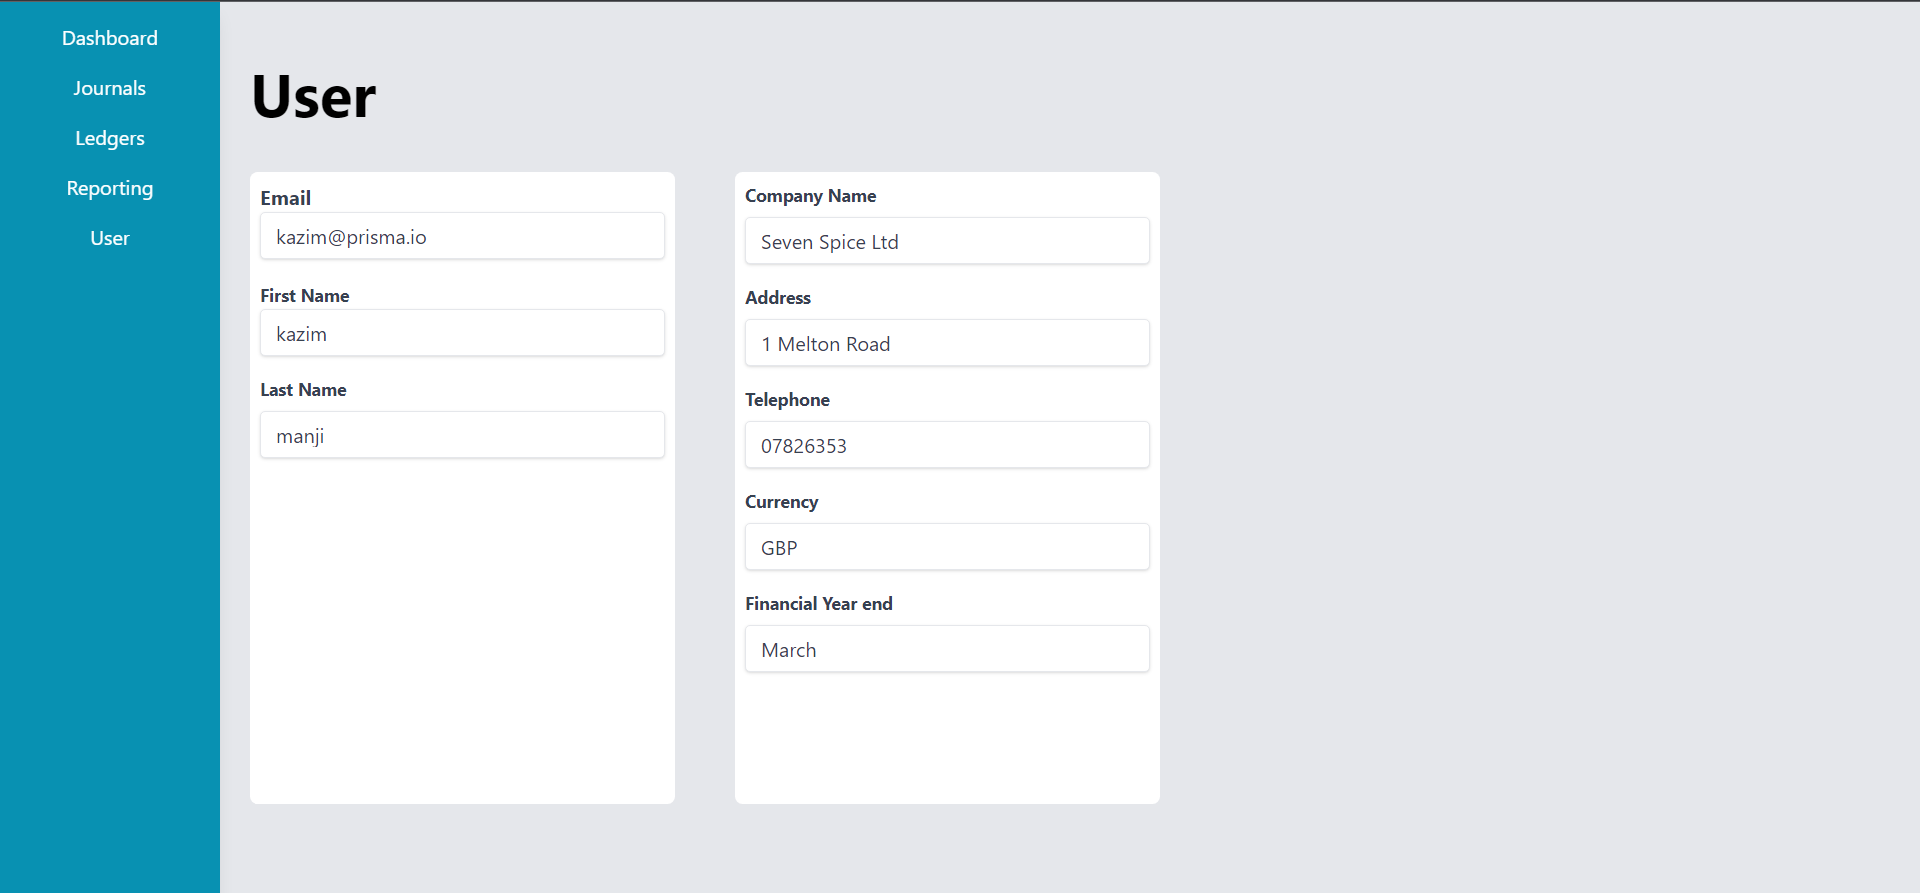 Dashboard
Journals
Ledgers
Reporting
User
User
Email
kazim@prisma.io
First Name
kazim
Last Name
manji
Company Name
Seven Spice Ltd
Address
1 Melton Road
Telephone
07826353
Currency
GBP
Financial Year end
March